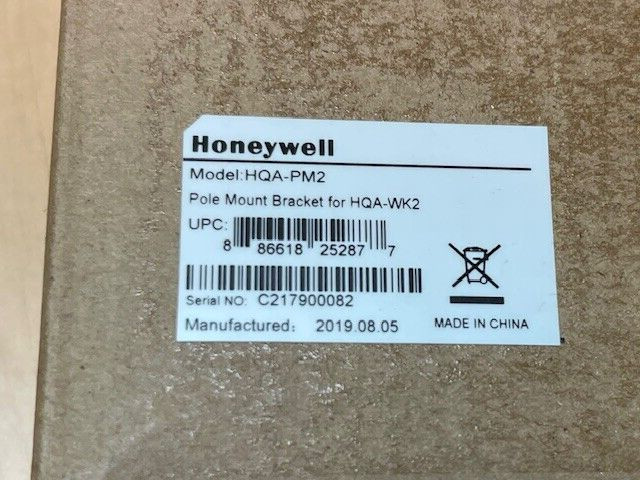 Honeywell
Model:HQA-PM2
Pole Mount Bracket for HQA-WK2
UPC: 8 86618 25287 7
Serial NO: C217900082
Manufactured: 2019.08.05
MADE IN CHINA